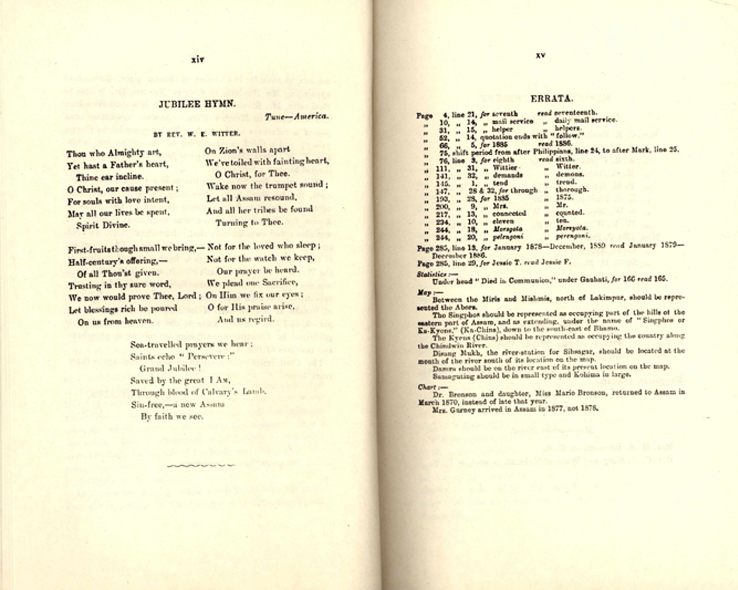 xiv
JUBILEE HYMN.
Tune—America.
BY REV. W. E. WITTER.
Thou who Almighty art,
Yet hast a Father's heart,
Thine ear incline.
O Christ, our cause present;
For souls with love intent,
May all our lives be spent,
Spirit Divine.
On Zion's walls apart
We've toiled with fainting heart,
O Christ, for Thee.
Wake now the trumpet sound;
Let all Assam resound,
And all her tribes be found
Turning to Thee.
First-fruits though small we bring,—
Half-century's offering,—
Of all Thou'st given.
Trusting in thy sure word,
We now would prove Thee, Lord;
Let blessings rich be poured
On us from heaven.
Not for the loved who sleep;
Not for the watch we keep,
Our prayer be heard.
We plead one Sacrifice,
On Him we fix our eyes;
O for His praise arise,
And us regard.
Sea-travelled prayers we hear;
Saints echo "Persevere;"
Grand Jubilee!
Saved by the great I Am,
Through blood of Calvary's Lamb,
Sin-free,—a new Assam
By faith we see.
xv
ERRATA.
Page 4, line 21, for seventh read seventeenth.
„ 10, „ 14, „ mail service „ daily mail service.
„ 31, „ 15, „ helper „ helpers.
„ 52, „ 14, quotation ends with "follow."
„ 66, „ 5, for 1885 read 1886.
„ 75, shift period from after Philippians, line 24, to after Mark, line 25.
„ 76, line 3, for eighth read sixth.
„ 111, „ 31, „ Wittier „ Witter.
„ 141, „ 32, „ demands „ demons.
„ 145, „ 1, „ tend „ trend.
„ 147, „ 28 & 32, for through „ thorough.
„ 193, „ 28, for 1885 „ 1875.
„ 200, „ 9, „ Mrs. „ Mr.
„ 217, „ 13, „ connected „ counted.
„ 234, „ 10, „ eleven „ ten.
„ 244, „ 18, „ Morsgola „ Moreyola.
„ 244, „ 20, „ pelengoni „ perengoni.
Page 285, line 13, for January 1878—December, 1889 read January 1879—
December 1886.
Page 285, line 29, for Jessie T. read Jessie F.
Statistics:—
Under head "Died in Communion," under Gauhati, for 166 read 165.
Map:—
Between the Miris and Mishmis, north of Lakimpur, should be repre-
sented the Abors.
The Singphos should be represented as occupying part of the hills of the
eastern part of Assam, and as extending, under the name of "Singphos or
Ka-Kyens," (Ka-Chins), down to the south-east of Bhamo.
The Kyens (Chins) should be represented as occupying the country along
the Chindwin River.
Disang Mukh, the river-station for Sibsagar, should be located at the
mouth of the river south of its location on the map.
Damra should be on the river east of its present location on the map.
Samaguting should be in small type and Kohima in large.
Chart:—
Dr. Bronson and daughter, Miss Marie Bronson, returned to Assam in
March 1870, instead of late that year.
Mrs. Gurney arrived in Assam in 1877, not 1878.